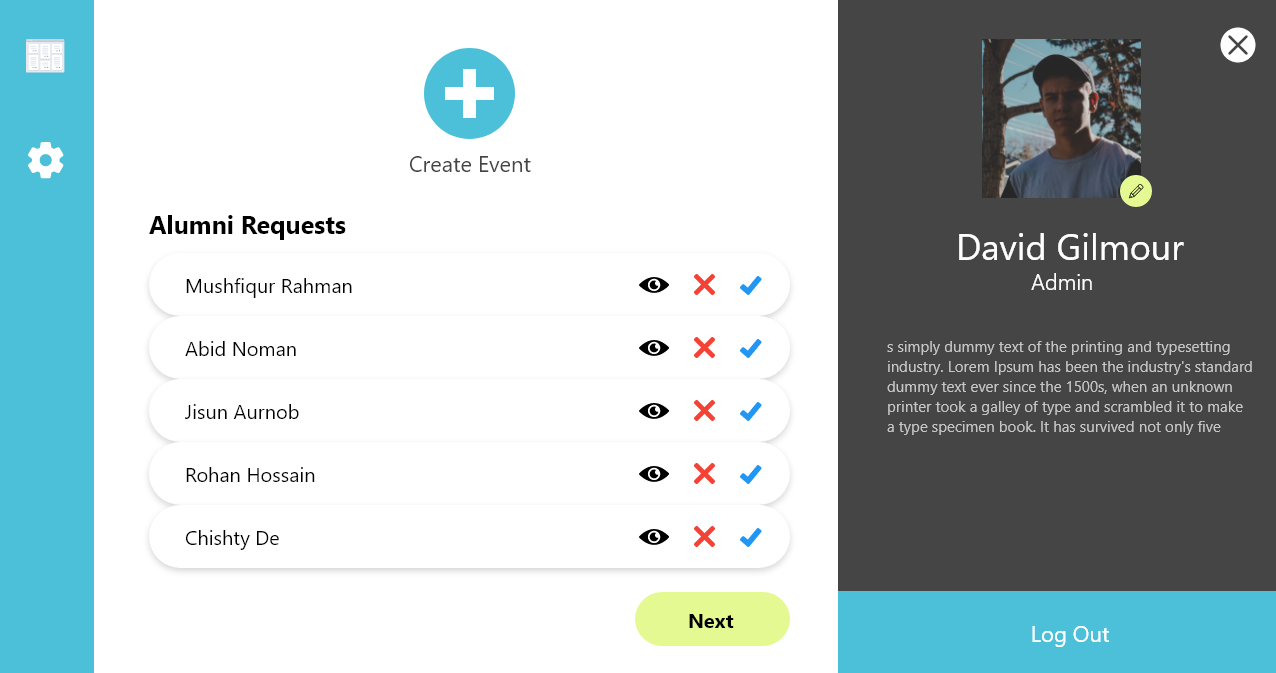 Create Event
Alumni Requests
Mushfiqur Rahman
Abid Noman
Jisun Aurnob
Rohan Hossain
Chishty De
Next
David Gilmour
Admin
s simply dummy text of the printing and typesetting
industry. Lorem Ipsum has been the industry's standard
dummy text ever since the 1500s, when an unknown
printer took a galley of type and scrambled it to make
a type specimen book. It has survived not only five
Log Out